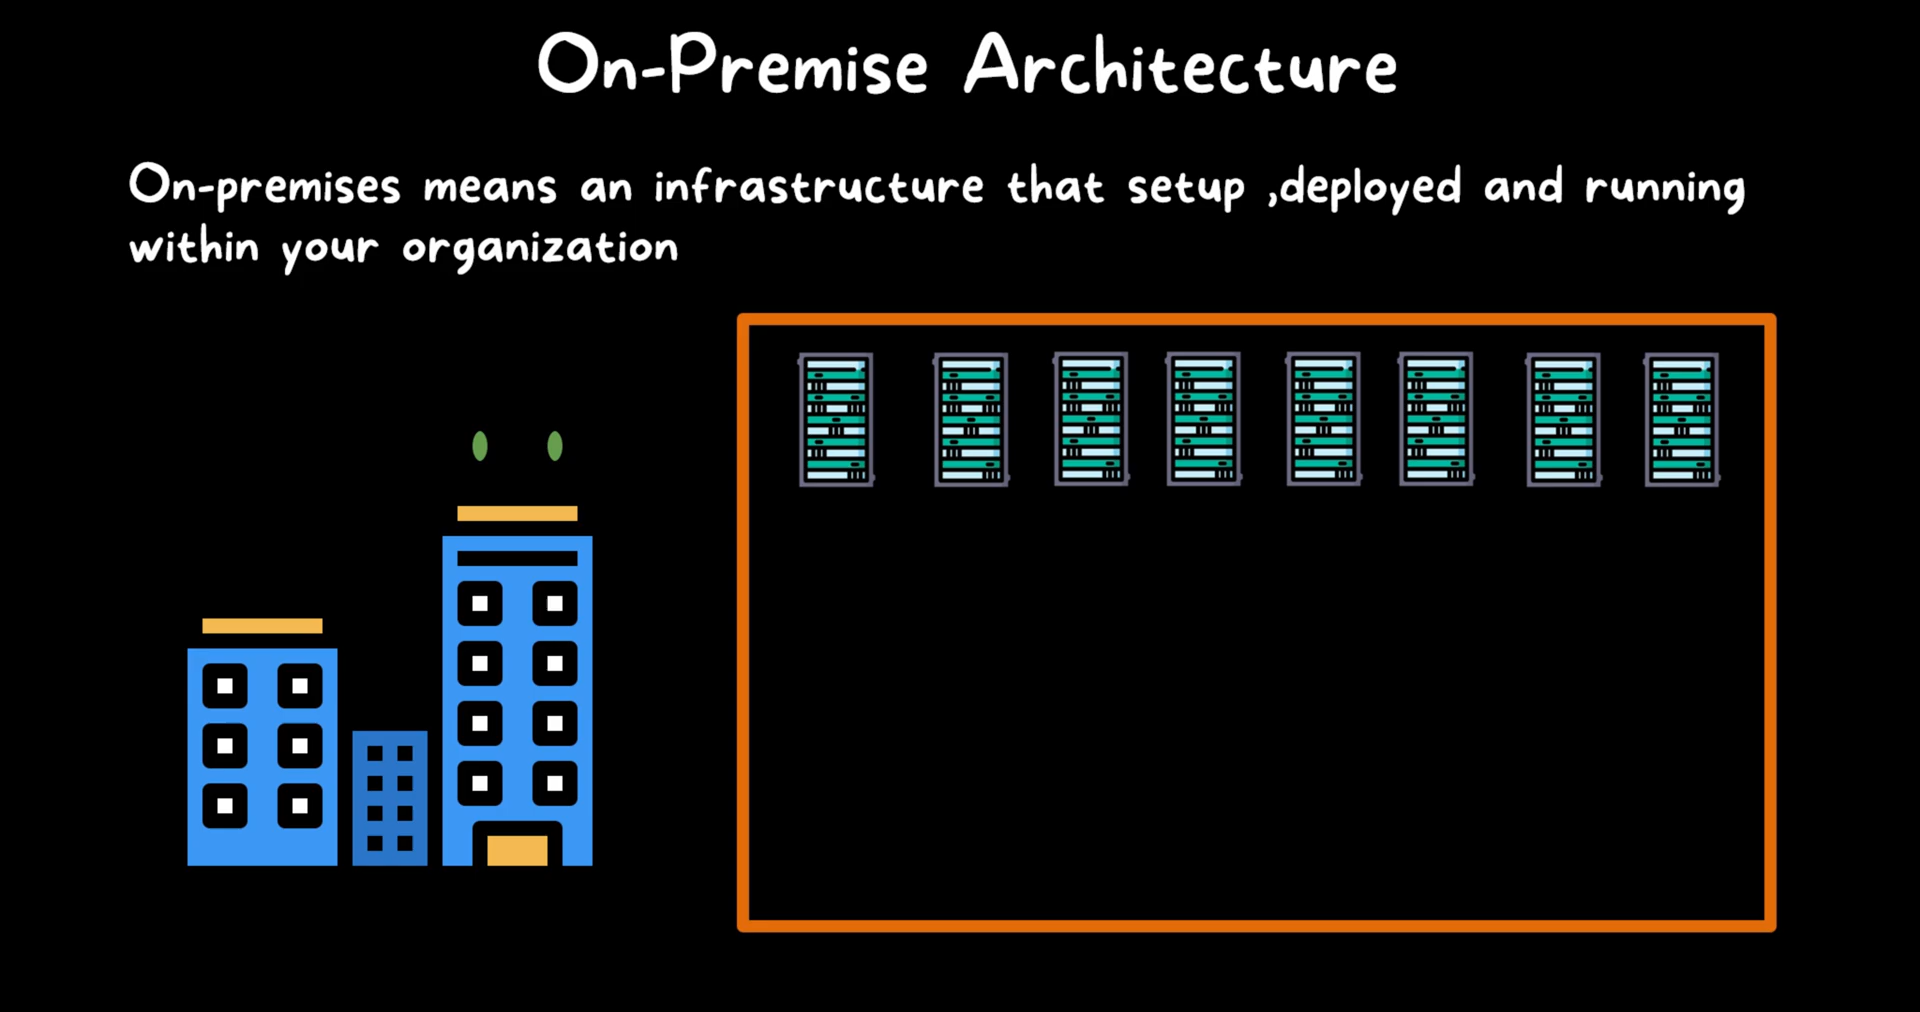 On-Premise Architecture
On-premises means an infrastructure that setup ,deployed and running
within your organization